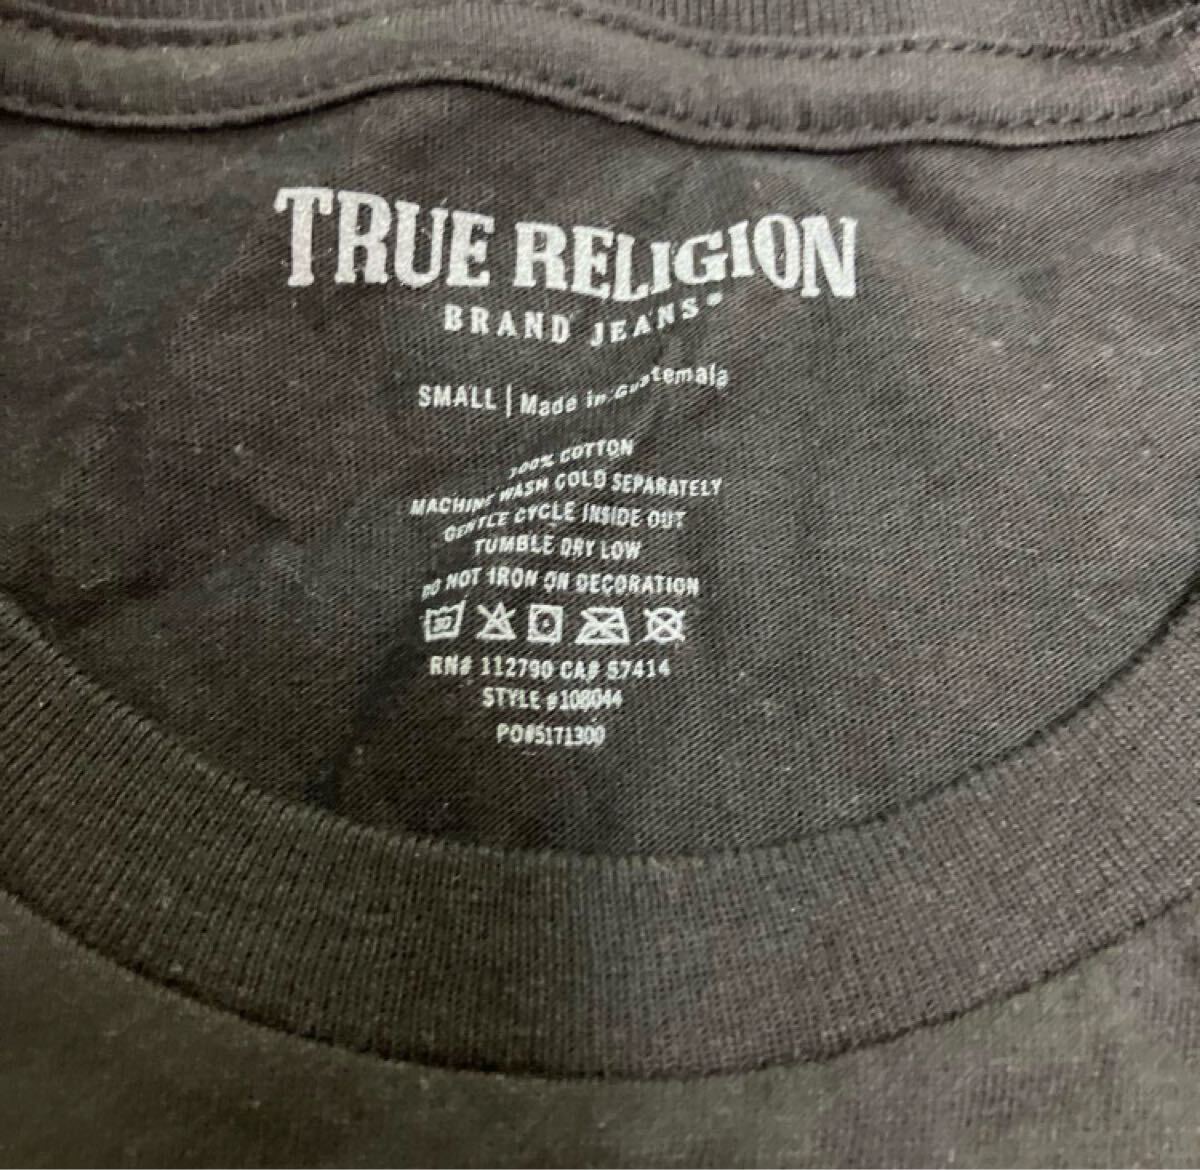 TRUE RELIGION
BRAND JEANS®
SMALL | Made in Guatemala
100% COTTON
MACHINE WASH COLD SEPARATELY
GENTLE CYCLE INSIDE OUT
TUMBLE DRY LOW
DO NOT IRON ON DECORATION
30
RN# 112790 CA# 57414
STYLE #108044
PO#5171300